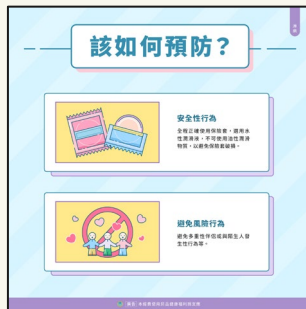 該如何預防？
安全性行為
全程正確使用保險套，選用水
性潤滑液，不可使用油性潤滑
物質，以避免保險套破損。
避免風險行為
避免多重性伴侶或與陌生人發
生性行為等。
廣告